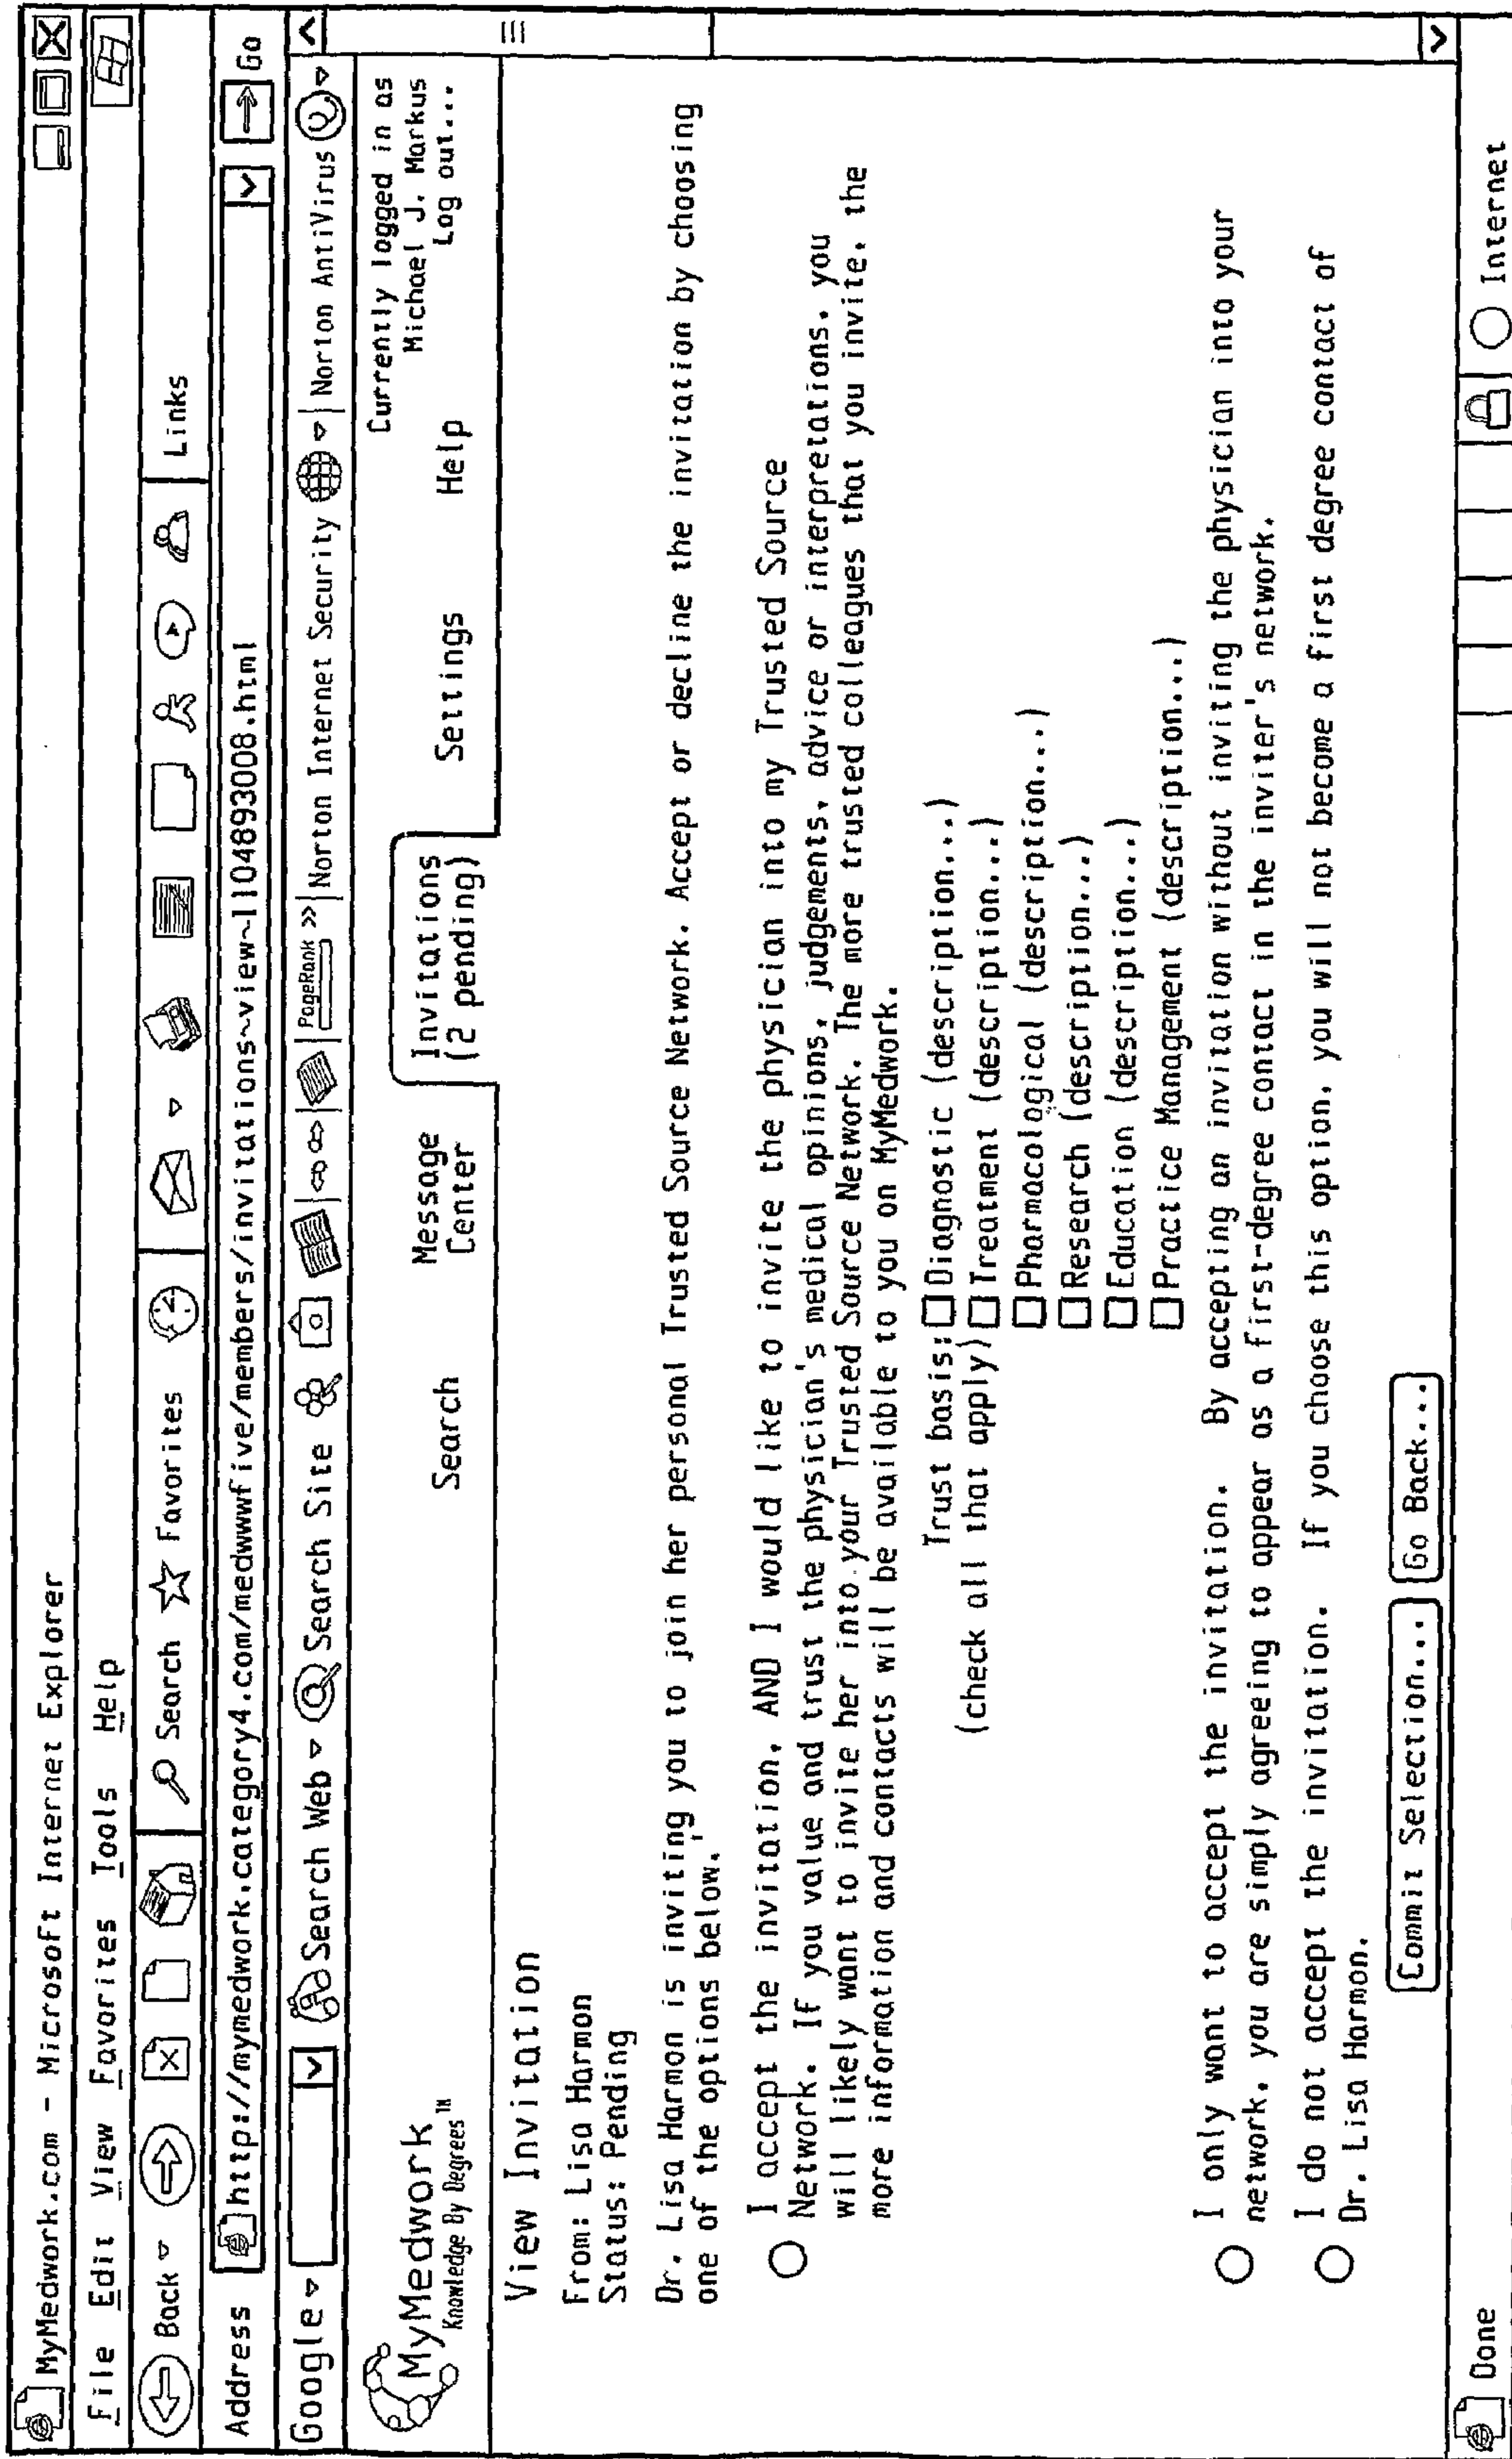 MyMedwork.com - Microsoft Internet Explorer
File Edit View Favorites Tools Help
Back Search Favorites Links
Address http://mymedwork.category4.com/medwwwfive/members/invitations~view~1104893008.html Go
Google Search Web Search Site PageRank >> Norton Internet Security Norton AntiVirus
Currently logged in as
Michael J. Markus
Log out...
MyMedwork
Knowledge By Degrees™
Search
Message
Center
Invitations
(2 pending)
Settings
Help
View Invitation
From: Lisa Harmon
Status: Pending
Dr. Lisa Harmon is inviting you to join her personal Trusted Source Network. Accept or decline the invitation by choosing
one of the options below.
I accept the invitation, AND I would like to invite the physician into my Trusted Source
Network. If you value and trust the physician's medical opinions, judgements, advice or interpretations, you
will likely want to invite her into your Trusted Source Network. The more trusted colleagues that you invite, the
more information and contacts will be available to you on MyMedwork.
Trust basis: Diagnostic (description...)
(check all that apply) Treatment (description...)
Pharmacological (description...)
Research (description...)
Education (description...)
Practice Management (description...)
I only want to accept the invitation. By accepting an invitation without inviting the physician into your
network, you are simply agreeing to appear as a first-degree contact in the inviter's network.
I do not accept the invitation. If you choose this option, you will not become a first degree contact of
Dr. Lisa Harmon.
Commit Selection... Go Back...
Done Internet